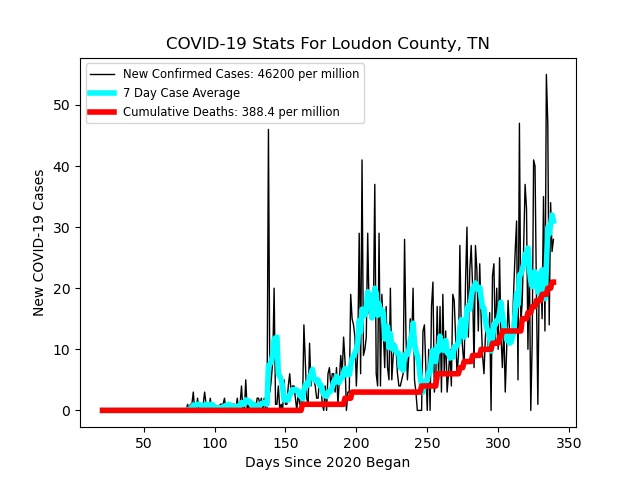 COVID-19 Stats For Loudon County, TN
New Confirmed Cases: 46200 per million
7 Day Case Average
Cumulative Deaths: 388.4 per million
New COVID-19 Cases
50
40
30
20
10
0
50 100 150 200 250 300 350
Days Since 2020 Began